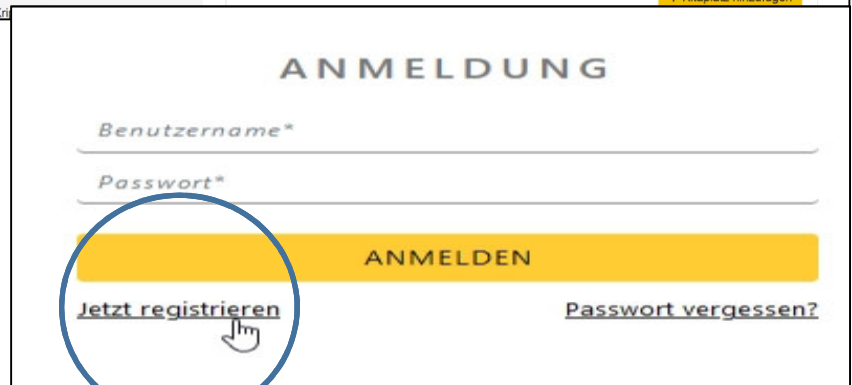 ANMELDUNG
Benutzername*
Passwort*
ANMELDEN
Jetzt registrieren
Passwort vergessen?